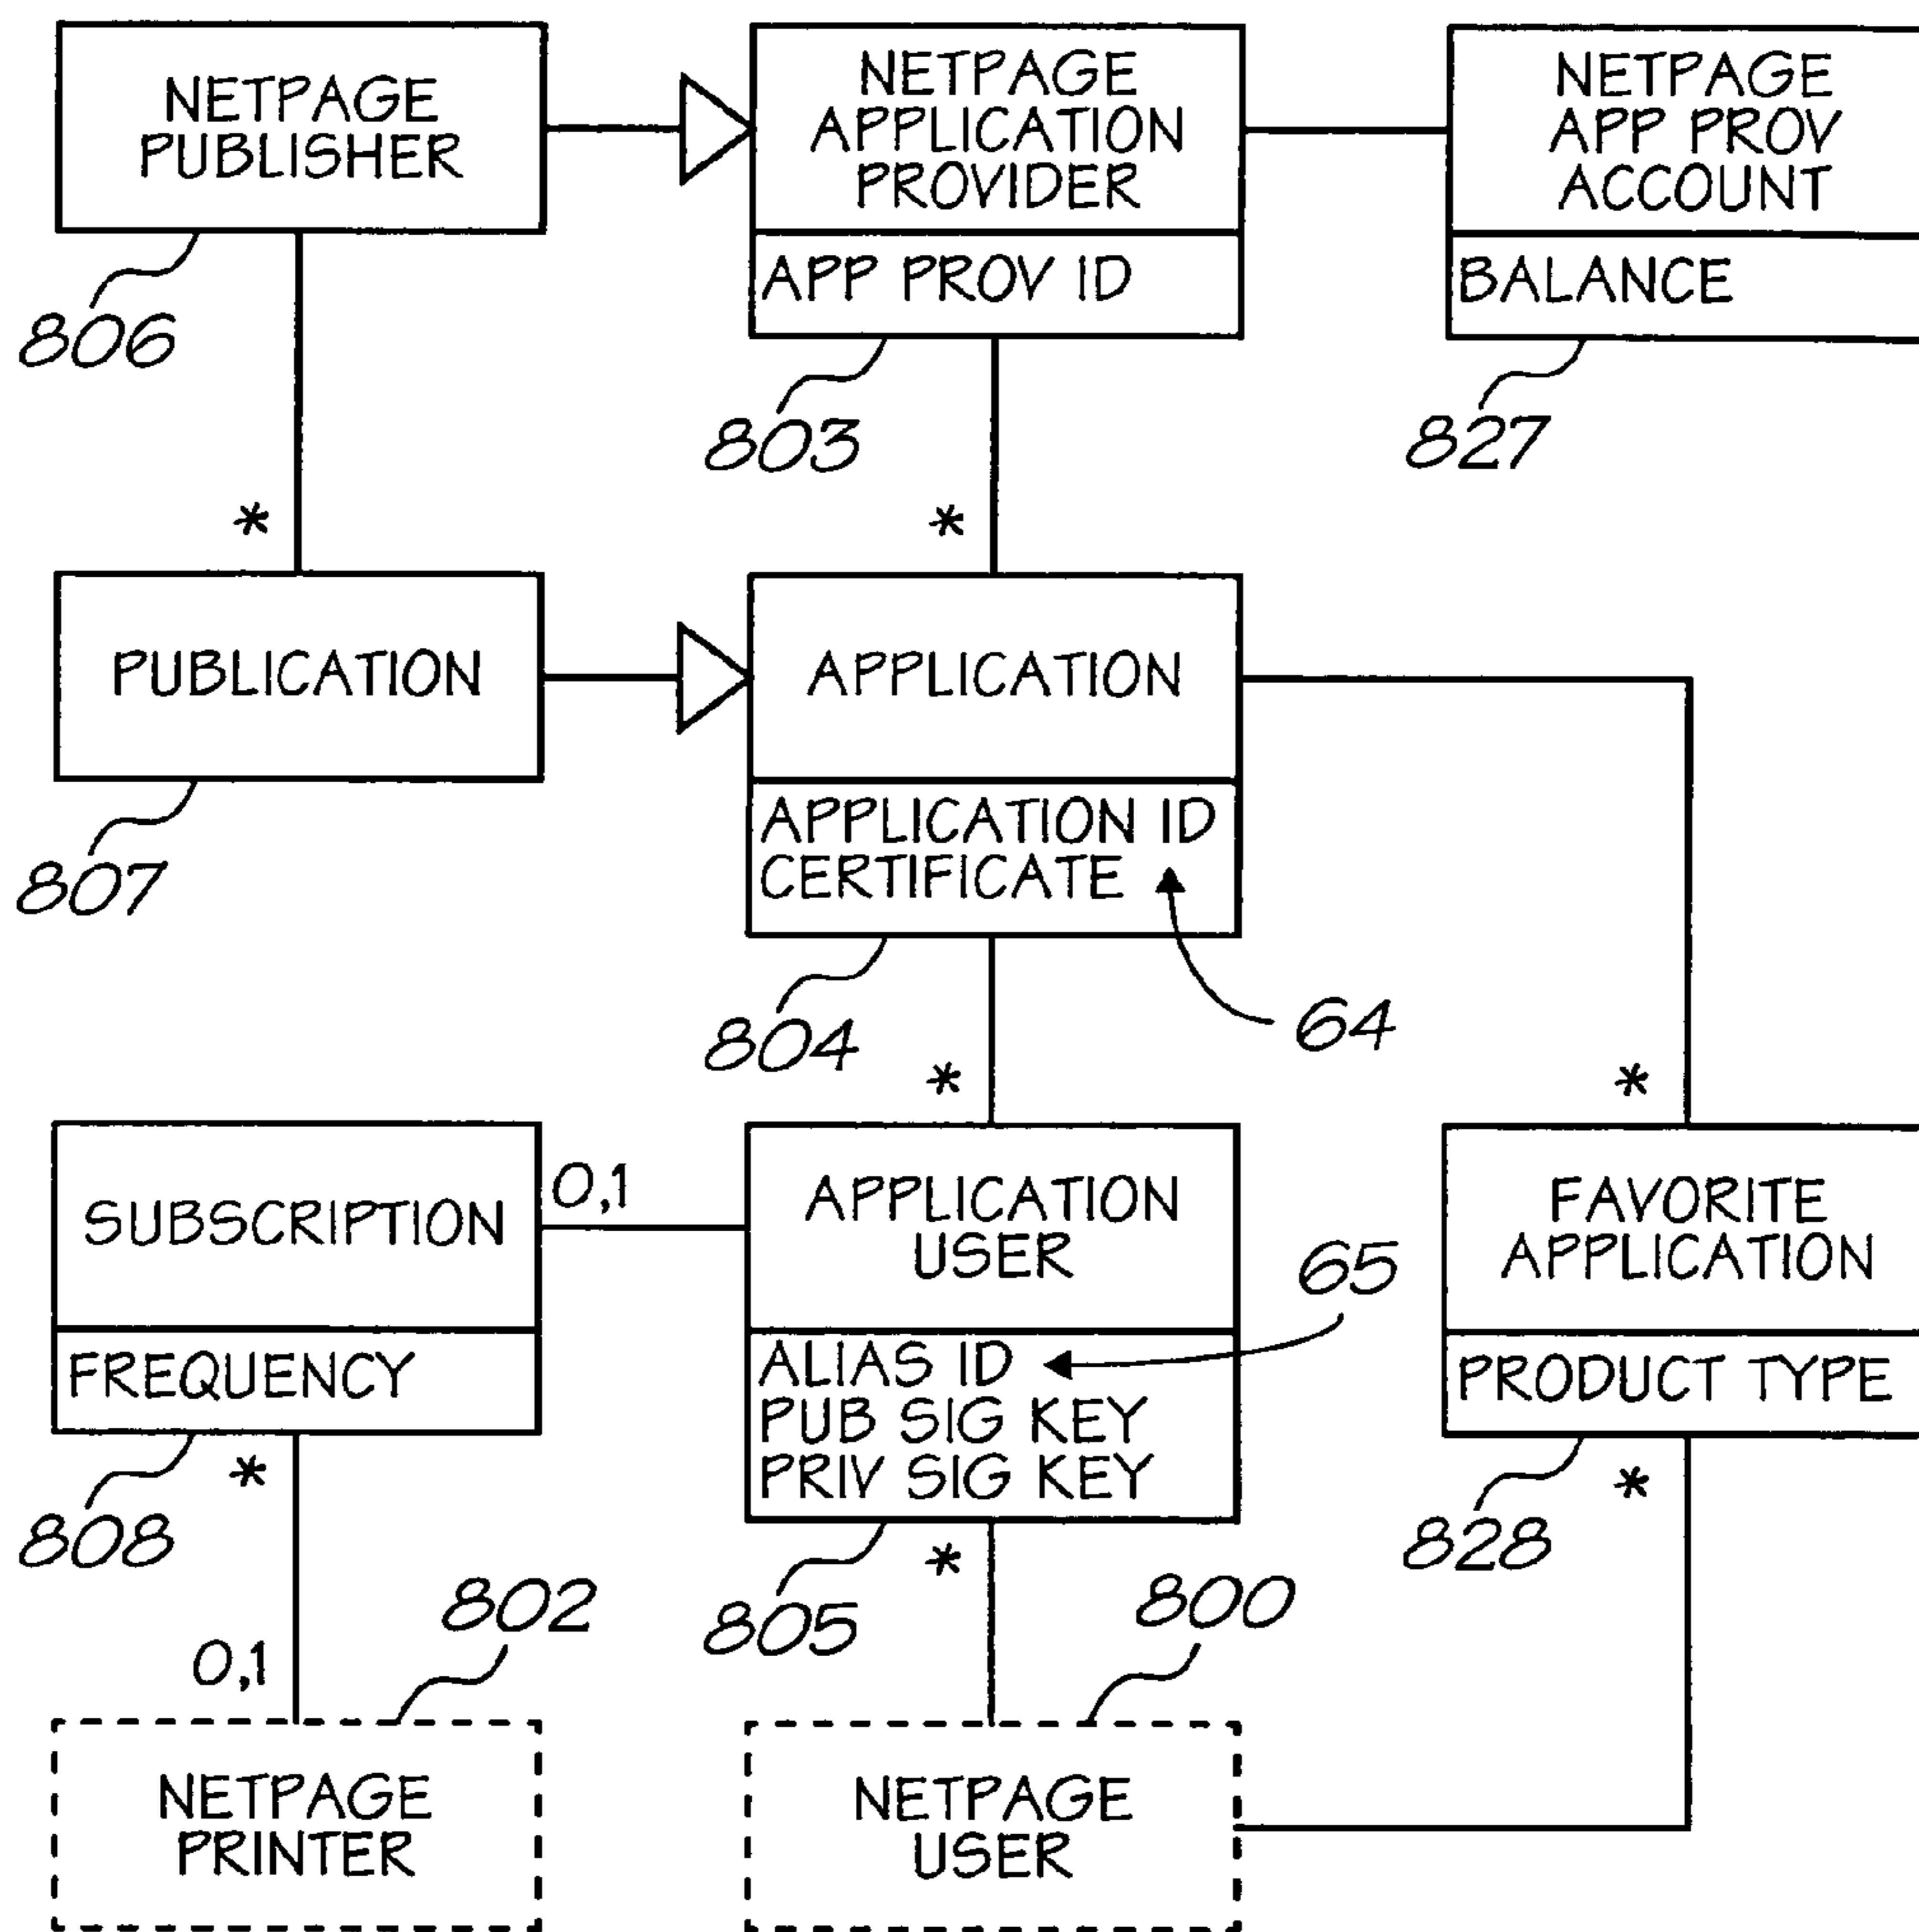 NETPAGE
PUBLISHER
806
NETPAGE
APPLICATION
PROVIDER
APP PROV ID
803
NETPAGE
APP PROV
ACCOUNT
BALANCE
827
*
*
PUBLICATION
807
APPLICATION
APPLICATION ID
CERTIFICATE
64
804
*
*
SUBSCRIPTION
FREQUENCY
0,1
808
*
APPLICATION
USER
ALIAS ID
PUB SIG KEY
PRIV SIG KEY
65
805
*
FAVORITE
APPLICATION
PRODUCT TYPE
828
*
802
800
0,1
NETPAGE
PRINTER
NETPAGE
USER